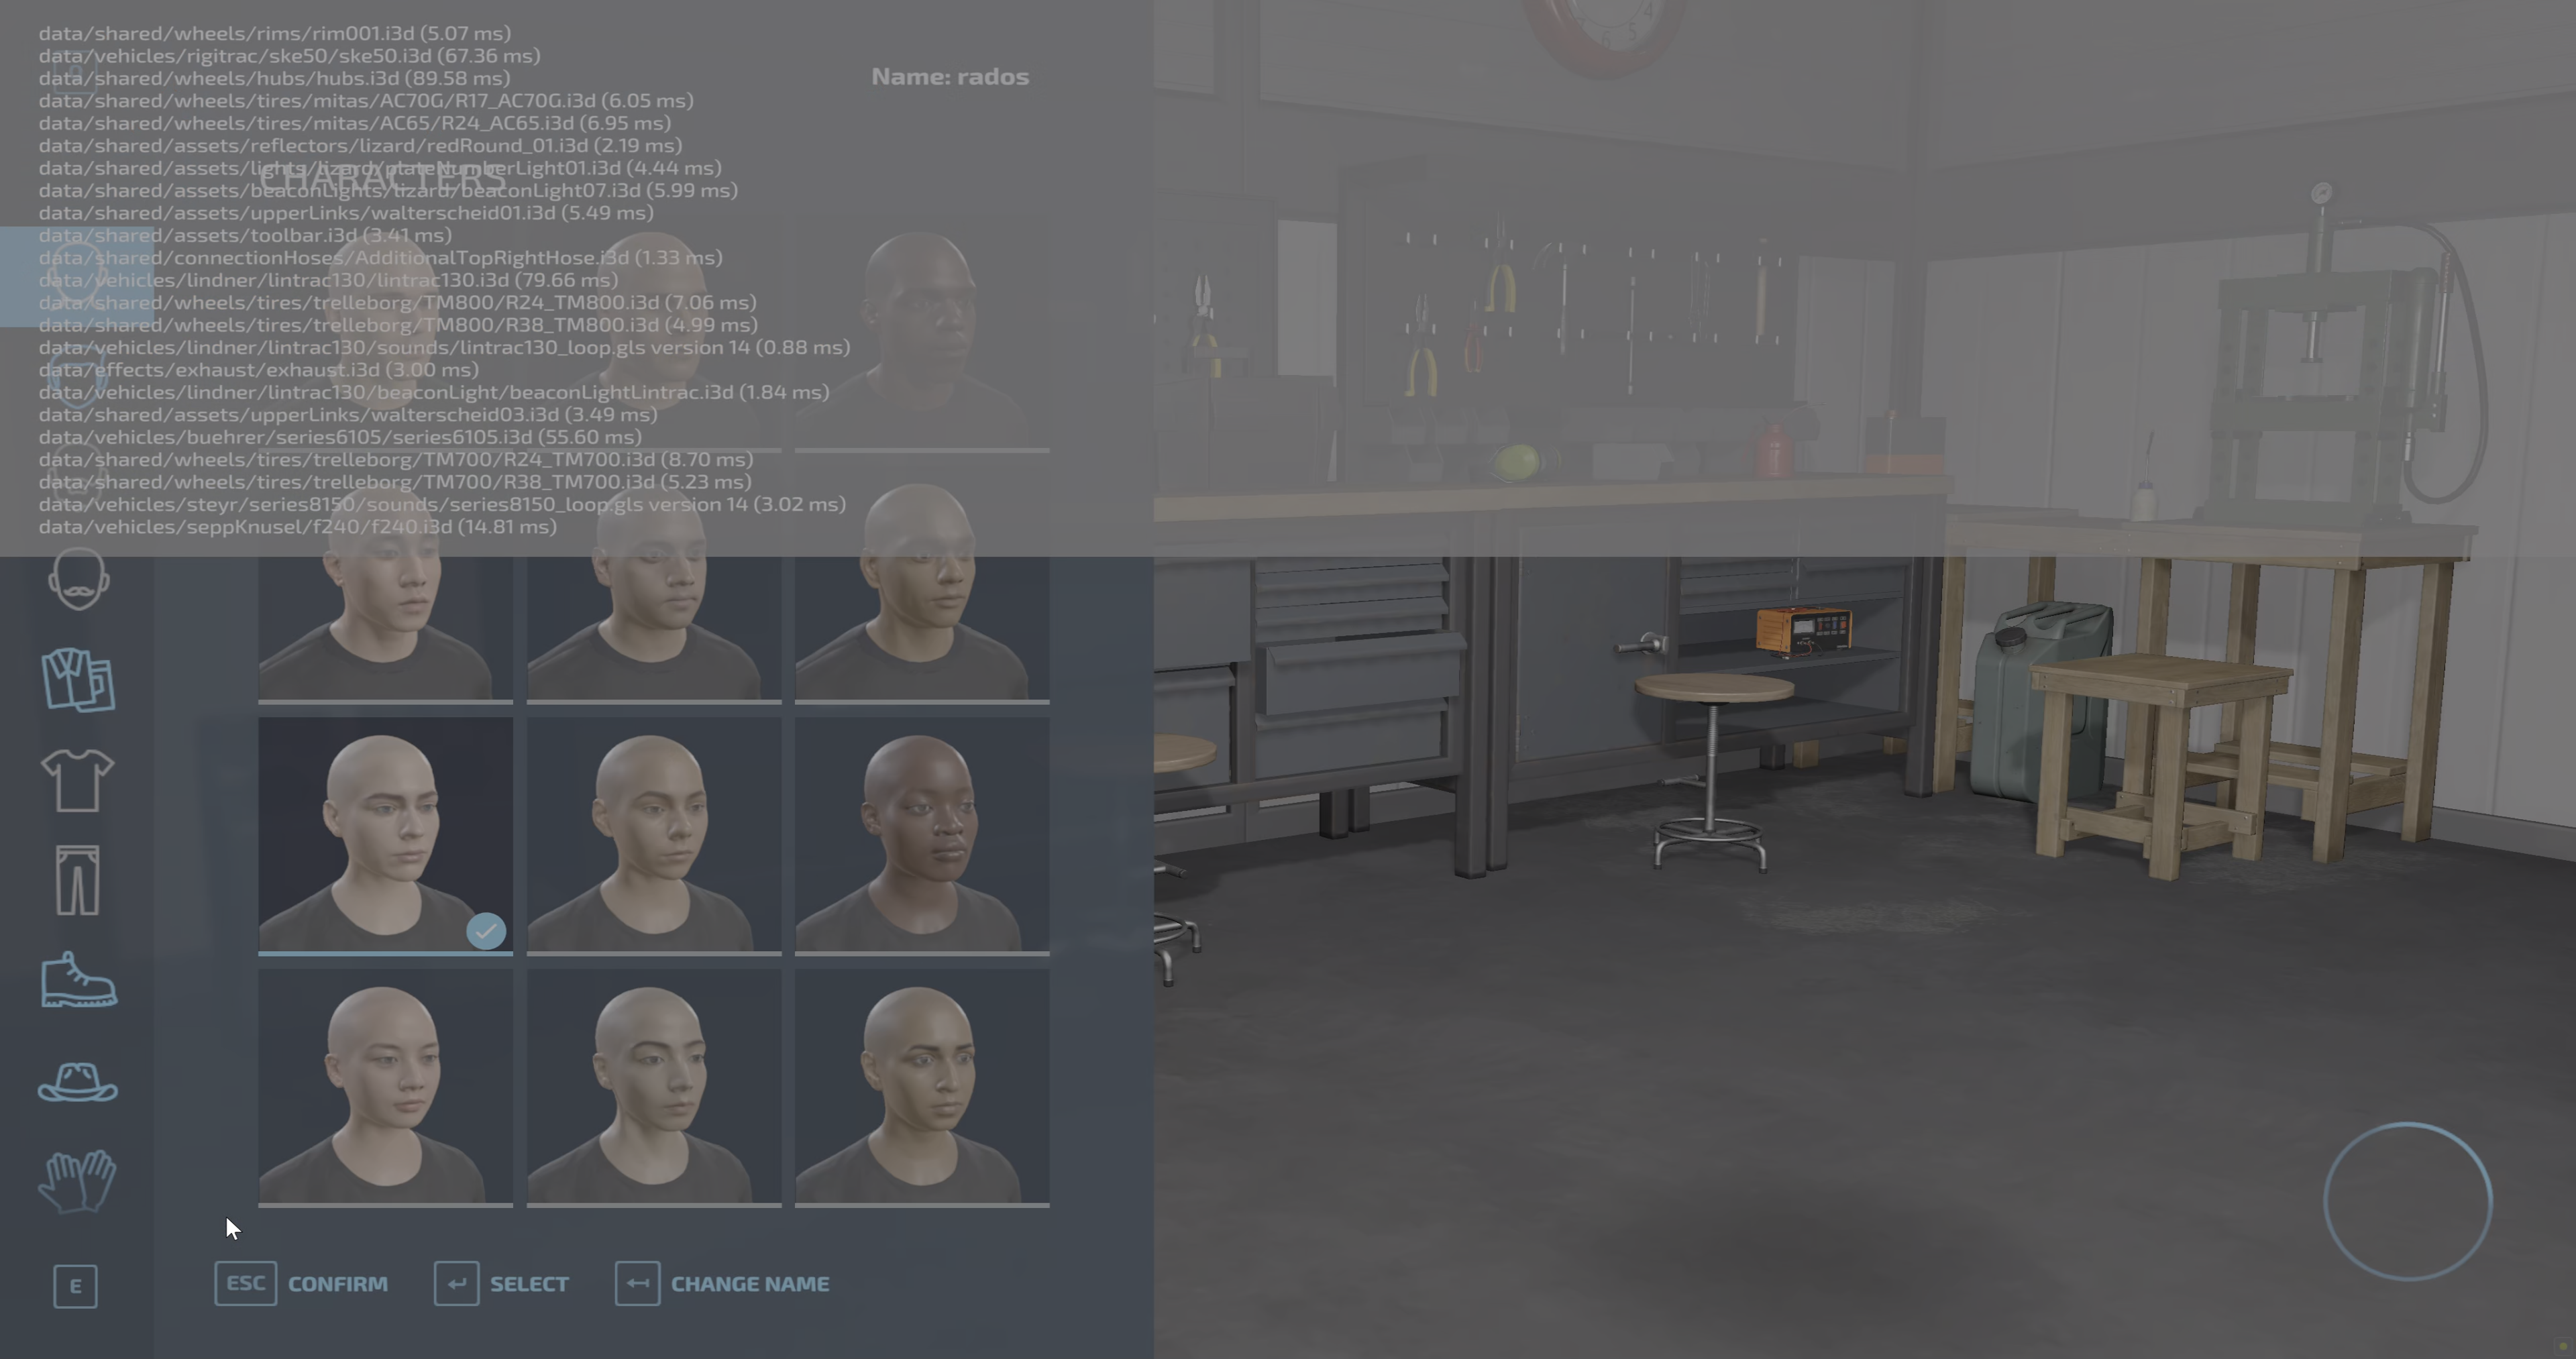 data/shared/wheels/rims/rim001.i3d (5.07 ms)
data/vehicles/rigitrac/ske50/ske50.i3d (67.36 ms)
data/shared/wheels/hubs/hubs.i3d (89.58 ms)
Name: rados
data/shared/wheels/tires/mitas/AC70G/R17_AC70G.i3d (6.05 ms)
data/shared/wheels/tires/mitas/AC65/R24_AC65.i3d (6.95 ms)
data/shared/assets/reflectors/lizard/redRound_01.i3d (2.19 ms)
data/shared/assets/lights/lizard/plateNumberLight01.i3d (4.44 ms)
CHARACTERS
data/shared/assets/beaconLights/lizard/beaconLight07.i3d (5.99 ms)
data/shared/assets/upperLinks/walterscheid01.i3d (5.49 ms)
data/shared/assets/toolbar.i3d (3.41 ms)
data/shared/connectionHoses/AdditionalTopRightHose.i3d (1.33 ms)
data/vehicles/lindner/lintrac130/lintrac130.i3d (79.66 ms)
data/shared/wheels/tires/trelleborg/TM800/R24_TM800.i3d (7.06 ms)
data/shared/wheels/tires/trelleborg/TM800/R38_TM800.i3d (4.99 ms)
data/vehicles/lindner/lintrac130/sounds/lintrac130_loop.gls version 14 (0.88 ms)
data/effects/exhaust/exhaust.i3d (3.00 ms)
data/vehicles/lindner/lintrac130/beaconLight/beaconLightLintrac.i3d (1.84 ms)
data/shared/assets/upperLinks/walterscheid03.i3d (3.49 ms)
data/vehicles/buehrer/series6105/series6105.i3d (55.60 ms)
data/shared/wheels/tires/trelleborg/TM700/R24_TM700.i3d (8.70 ms)
data/shared/wheels/tires/trelleborg/TM700/R38_TM700.i3d (5.23 ms)
data/vehicles/steyr/series8150/sounds/series8150_loop.gls version 14 (3.02 ms)
data/vehicles/seppKnusel/f240/f240.i3d (14.81 ms)
E
ESC CONFIRM SELECT CHANGE NAME